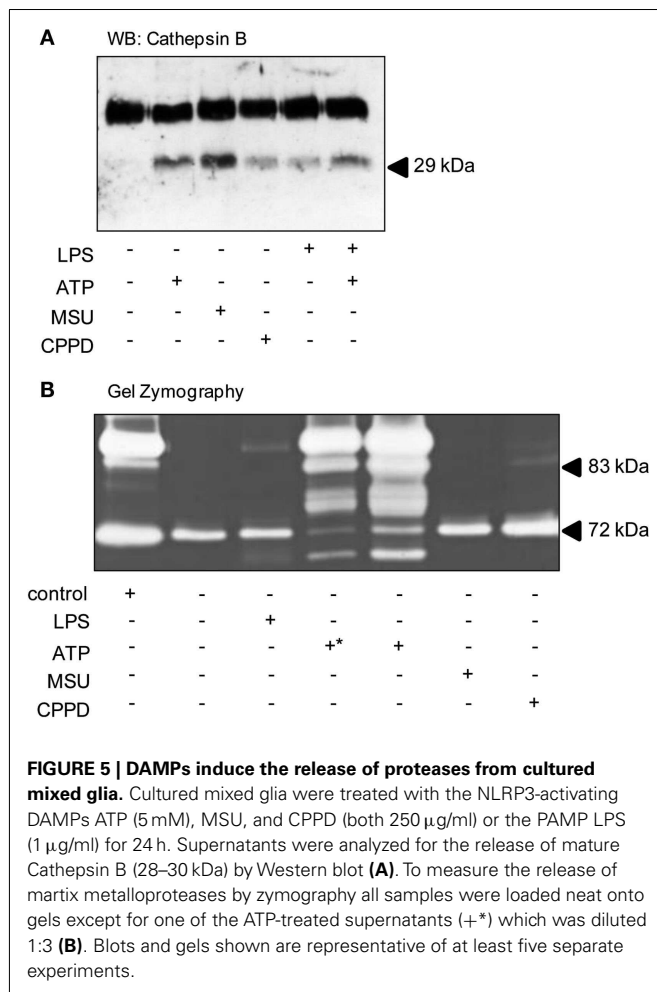 A
WB: Cathepsin B
29 kDa
LPS - - - - + +
ATP - + - - - +
MSU - - + - - -
CPPD - - - + - -
B Gel Zymography
83 kDa
72 kDa
control + - - - - - -
LPS - - + - - - -
ATP - - - +* + - -
MSU - - - - - + -
CPPD - - - - - - +
FIGURE 5 | DAMPs induce the release of proteases from cultured
mixed glia. Cultured mixed glia were treated with the NLRP3-activating
DAMPs ATP (5 mM), MSU, and CPPD (both 250 μg/ml) or the PAMP LPS
(1 μg/ml) for 24 h. Supernatants were analyzed for the release of mature
Cathepsin B (28–30 kDa) by Western blot (A). To measure the release of
martix metalloproteases by zymography all samples were loaded neat onto
gels except for one of the ATP-treated supernatants (+*) which was diluted
1:3 (B). Blots and gels shown are representative of at least five separate
experiments.